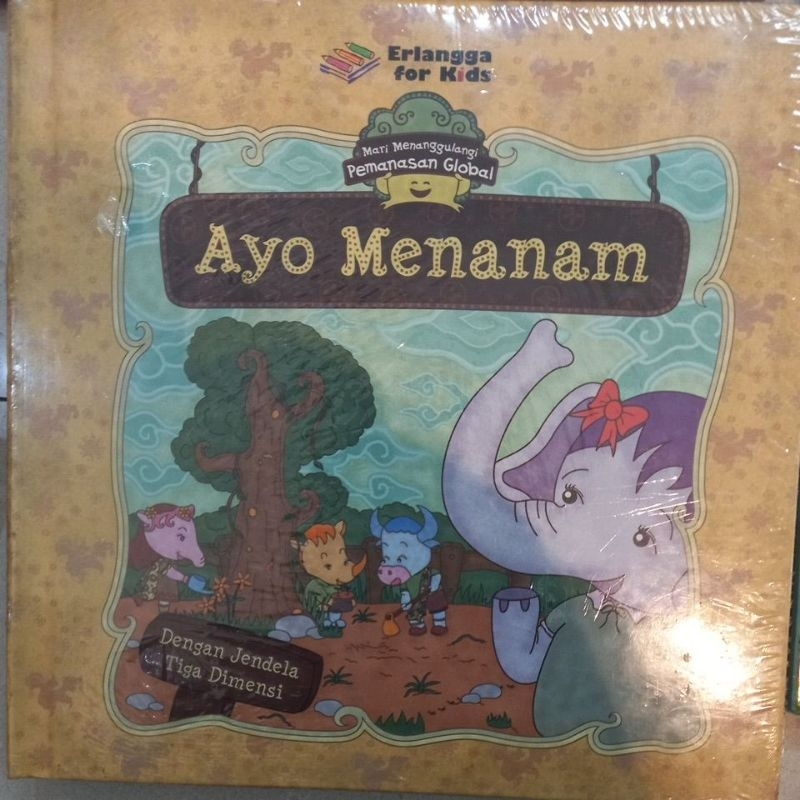 Erlangga
for Kids
Mari Menanggulangi
Pemanasan Global
Ayo Menanam
Dengan Jendela
Tiga Dimensi